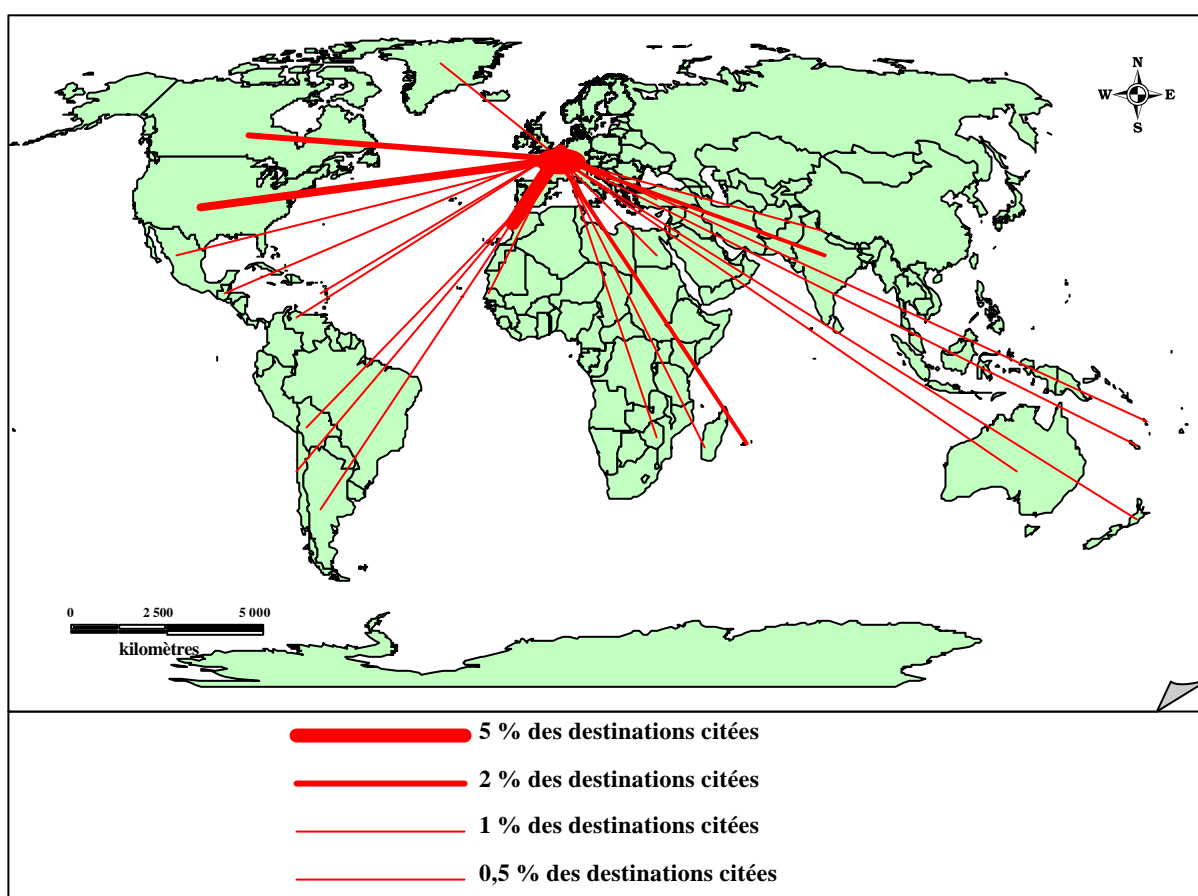 N
W E
S
0 2 500 5 000
kilomètres
5 % des destinations citées
2 % des destinations citées
1 % des destinations citées
0,5 % des destinations citées